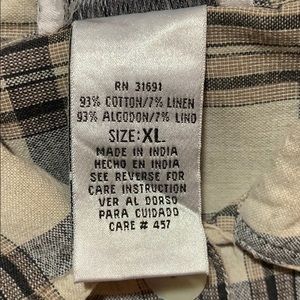 RN 31691
93% COTTON/7% LINEN
93% ALGODON/7% LINO
SIZE: XL
MADE IN INDIA
HECHO EN INDIA
SEE REVERSE FOR
CARE INSTRUCTION
VER AL DORSO
PARA CUIDADO
CARE # 457